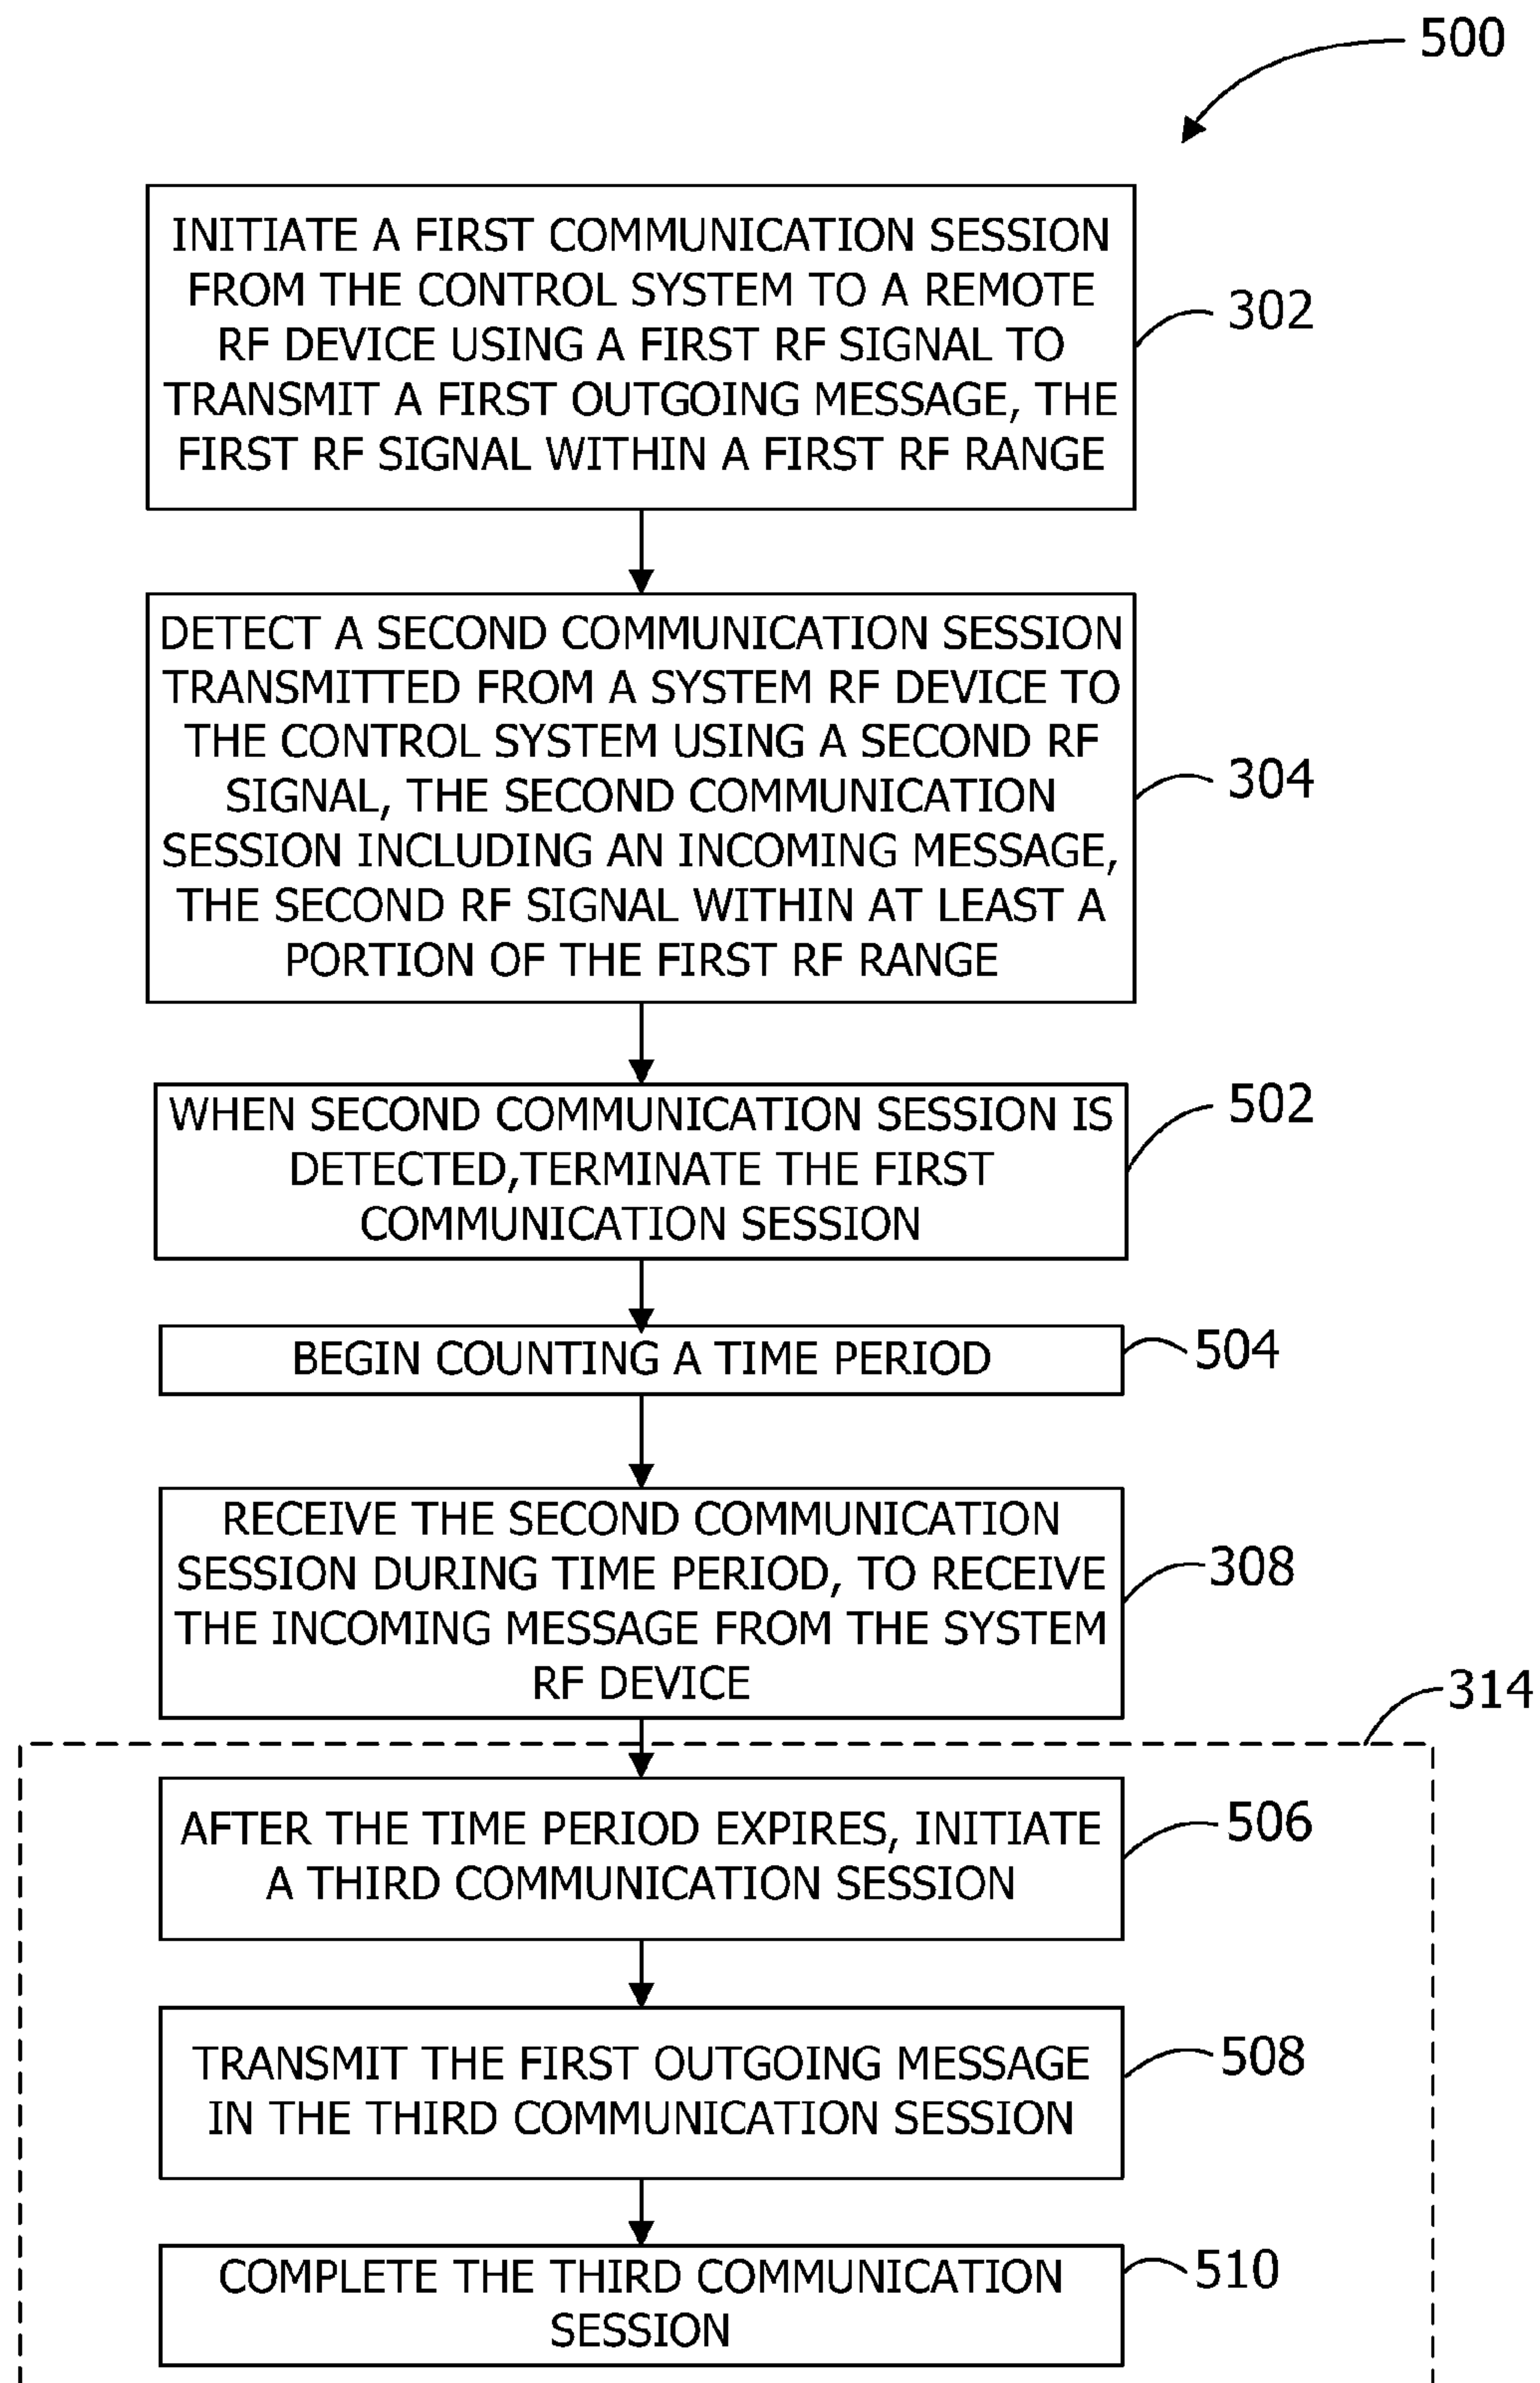 500
INITIATE A FIRST COMMUNICATION SESSION
FROM THE CONTROL SYSTEM TO A REMOTE
RF DEVICE USING A FIRST RF SIGNAL TO
TRANSMIT A FIRST OUTGOING MESSAGE, THE
FIRST RF SIGNAL WITHIN A FIRST RF RANGE
302
DETECT A SECOND COMMUNICATION SESSION
TRANSMITTED FROM A SYSTEM RF DEVICE TO
THE CONTROL SYSTEM USING A SECOND RF
SIGNAL, THE SECOND COMMUNICATION
SESSION INCLUDING AN INCOMING MESSAGE,
THE SECOND RF SIGNAL WITHIN AT LEAST A
PORTION OF THE FIRST RF RANGE
304
WHEN SECOND COMMUNICATION SESSION IS
DETECTED,TERMINATE THE FIRST
COMMUNICATION SESSION
502
BEGIN COUNTING A TIME PERIOD
504
RECEIVE THE SECOND COMMUNICATION
SESSION DURING TIME PERIOD, TO RECEIVE
THE INCOMING MESSAGE FROM THE SYSTEM
RF DEVICE
308
314
AFTER THE TIME PERIOD EXPIRES, INITIATE
A THIRD COMMUNICATION SESSION
506
TRANSMIT THE FIRST OUTGOING MESSAGE
IN THE THIRD COMMUNICATION SESSION
508
COMPLETE THE THIRD COMMUNICATION
SESSION
510